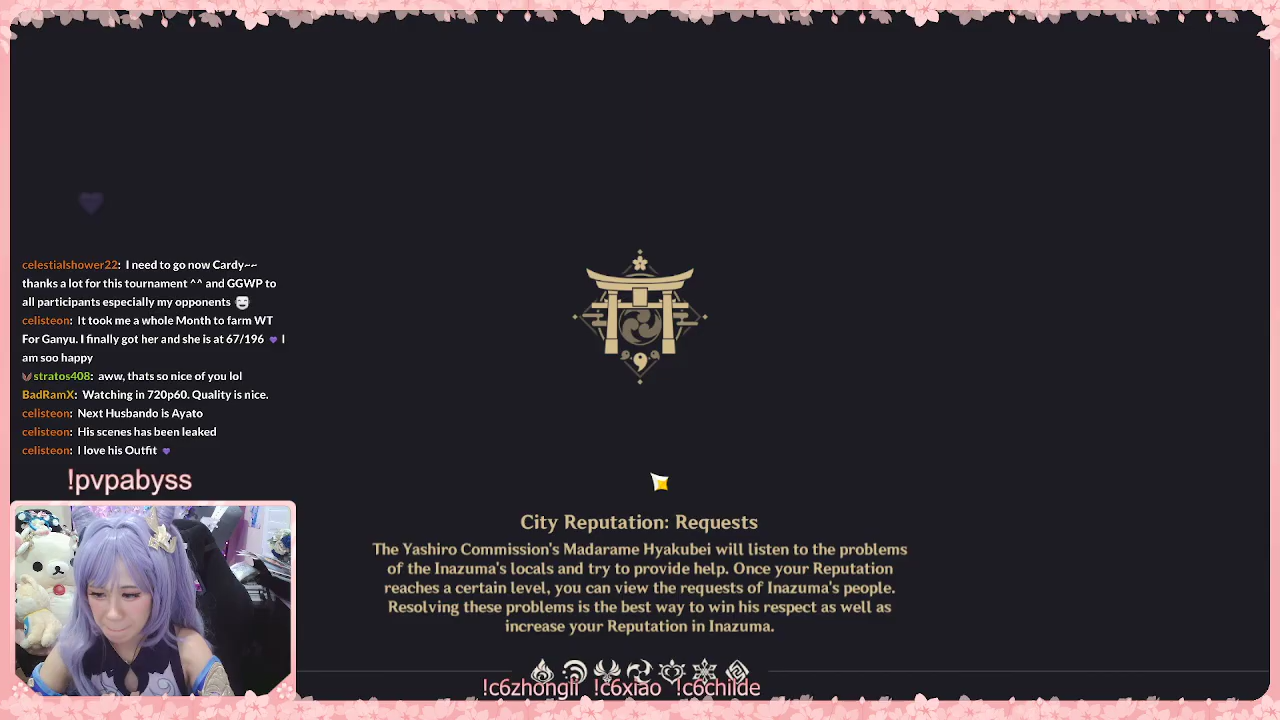 celestialshower22: I need to go now Cardy~~
thanks a lot for this tournament ^^ and GGWP to
all participants especially my opponents
celisteon: It took me a whole Month to farm WT
For Ganyu. I finally got her and she is at 67/196 💜 I
am soo happy
stratos408: aww, thats so nice of you lol
BadRamX: Watching in 720p60. Quality is nice.
celisteon: Next Husbando is Ayato
celisteon: His scenes has been leaked
celisteon: I love his Outfit 💜
!pvpabyss
City Reputation: Requests
The Yashiro Commission's Madarame Hyakubei will listen to the problems
of the Inazuma's locals and try to provide help. Once your Reputation
reaches a certain level, you can view the requests of Inazuma's people.
Resolving these problems is the best way to win his respect as well as
increase your Reputation in Inazuma.
!c6zhongli !c6xiao !c6childe